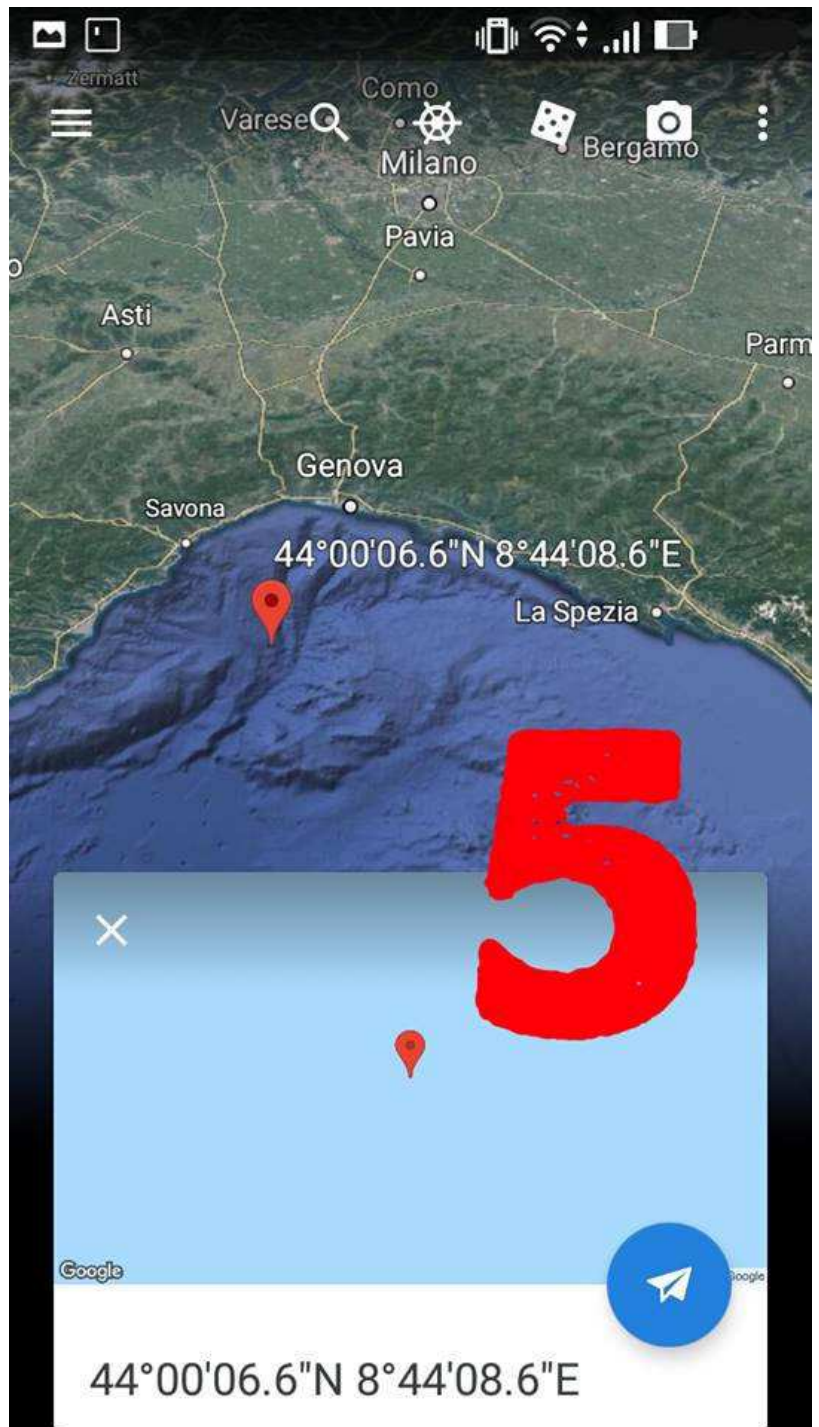 Zermatt
Como
Varese
Bergamo
Milano
Pavia
o
Asti
Parm
Genova
Savona
44°00'06.6"N 8°44'08.6"E
La Spezia
5
Google
Google
44°00'06.6"N 8°44'08.6"E